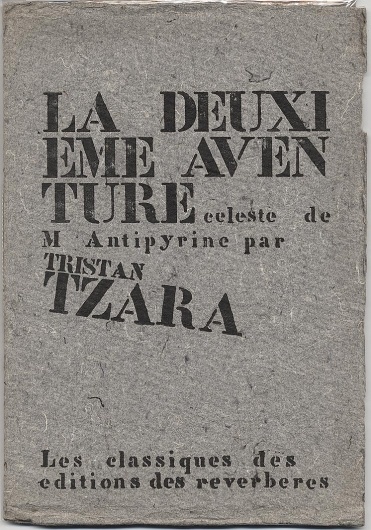 LA DEUXI
EME AVEN
TURE celeste de
M Antipyrine par
TRISTAN
TZARA
Les classiques des
editions des reverberes